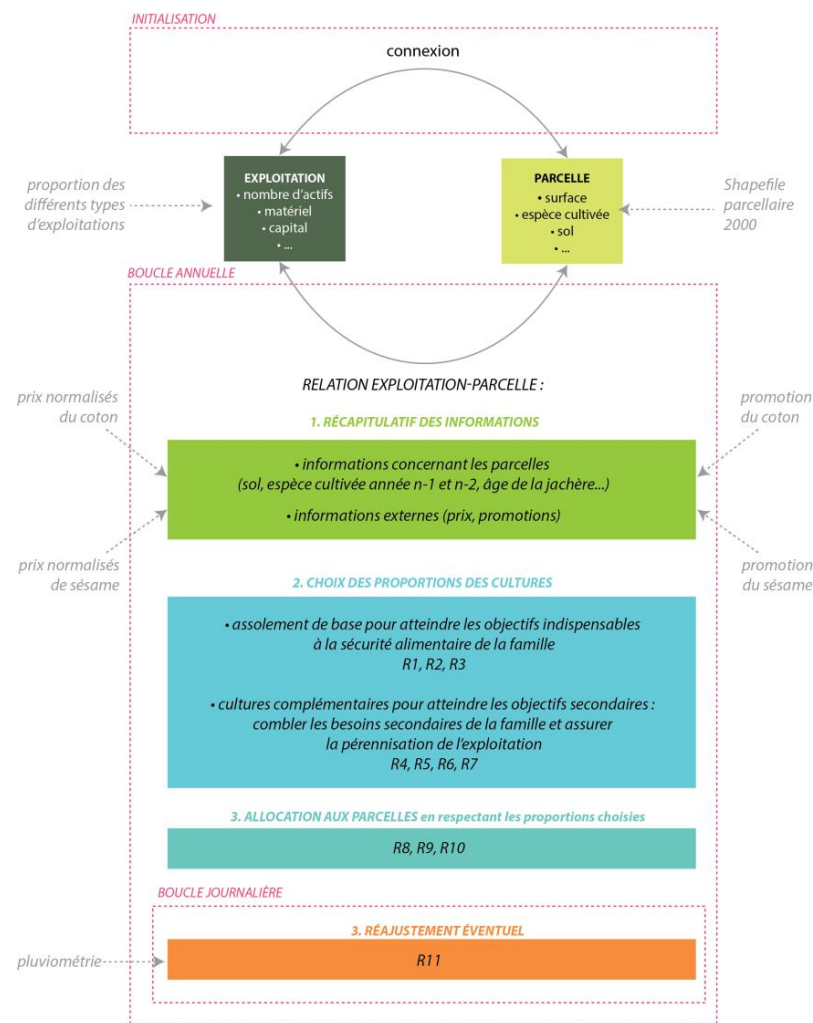 INITIALISATION
connexion
proportion des
différents types
d'exploitations
EXPLOITATION
• nombre d'actifs
• matériel
• capital
• ...
PARCELLE
• surface
• espèce cultivée
• sol
• ...
Shapefile
parcellaire
2000
BOUCLE ANNUELLE
RELATION EXPLOITATION-PARCELLE :
prix normalisés
du coton
promotion
du coton
1. RÉCAPITULATIF DES INFORMATIONS
• informations concernant les parcelles
(sol, espèce cultivée année n-1 et n-2, âge de la jachère...)
• informations externes (prix, promotions)
prix normalisés
de sésame
promotion
du sésame
2. CHOIX DES PROPORTIONS DES CULTURES
• assolement de base pour atteindre les objectifs indispensables
à la sécurité alimentaire de la famille
R1, R2, R3
• cultures complémentaires pour atteindre les objectifs secondaires :
combler les besoins secondaires de la famille et assurer
la pérennisation de l'exploitation
R4, R5, R6, R7
3. ALLOCATION AUX PARCELLES en respectant les proportions choisies
R8, R9, R10
BOUCLE JOURNALIÈRE
3. RÉAJUSTEMENT ÉVENTUEL
pluviométrie
R11